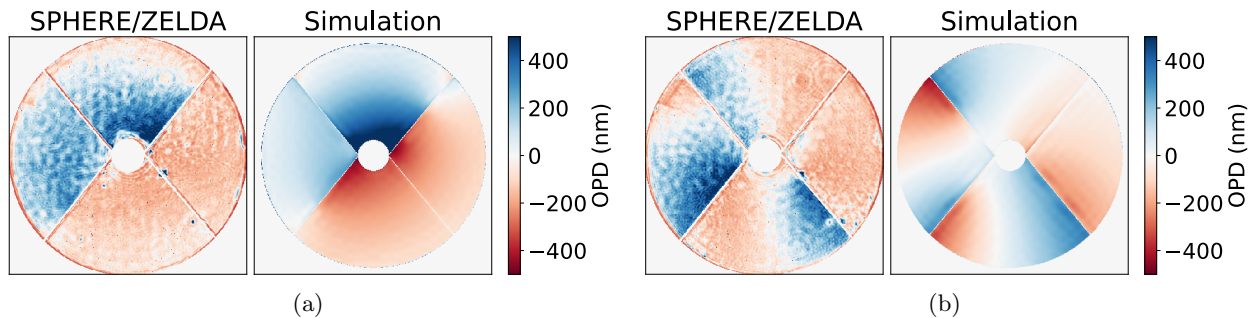 SPHERE/ZELDA Simulation SPHERE/ZELDA Simulation
400
200
0
−200
−400
OPD (nm)
400
200
0
−200
−400
OPD (nm)
(a) (b)